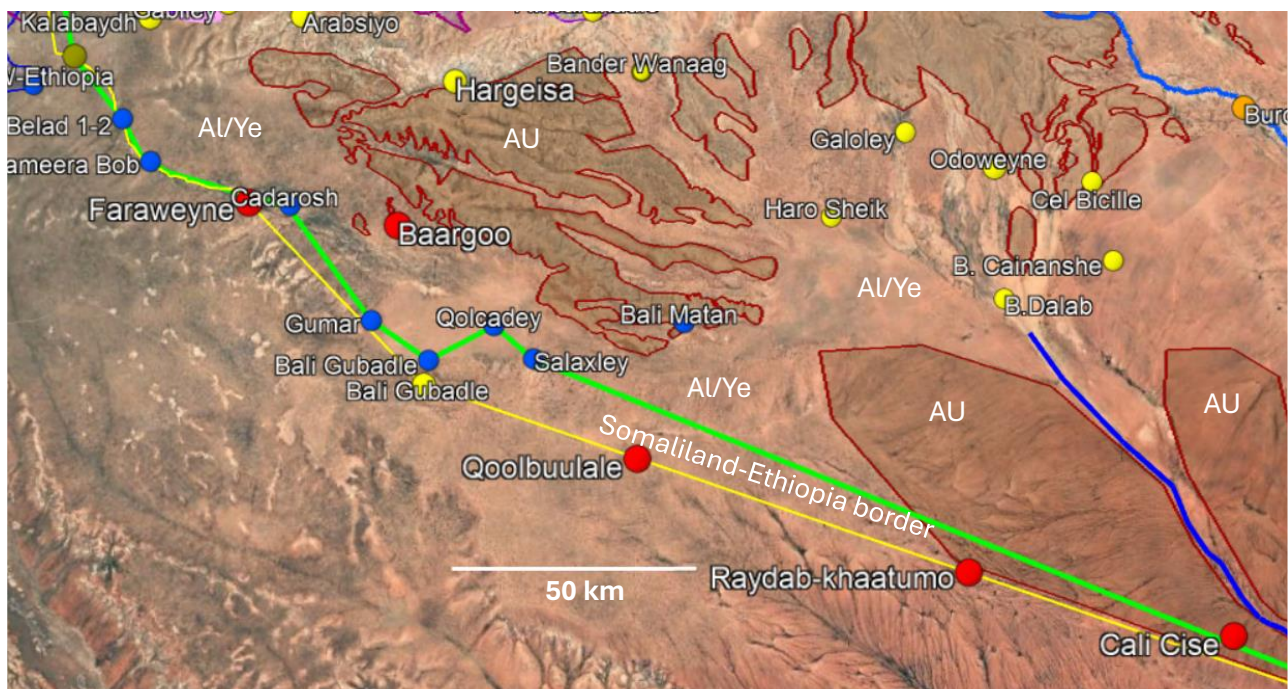 Kalabaydh
Gabiley
Arabsiyo
W-Ethiopia
Hargeisa
Bander Wanaag
Belad 1-2
Al/Ye
AU
Galoley
Burc
ameera Bob
Odoweyne
Faraweyne
Cadarosh
Cel Bicille
Haro Sheik
Baargoo
B. Cainanshe
Al/Ye
B.Dalab
Gumar
Qolcadey
Bali Matan
Bali Gubadle
Salaxley
Bali Gubadle
Al/Ye
AU
AU
Somaliland-Ethiopia border
Qoolbuulale
Raydab-khaatumo
50 km
Cali Cise